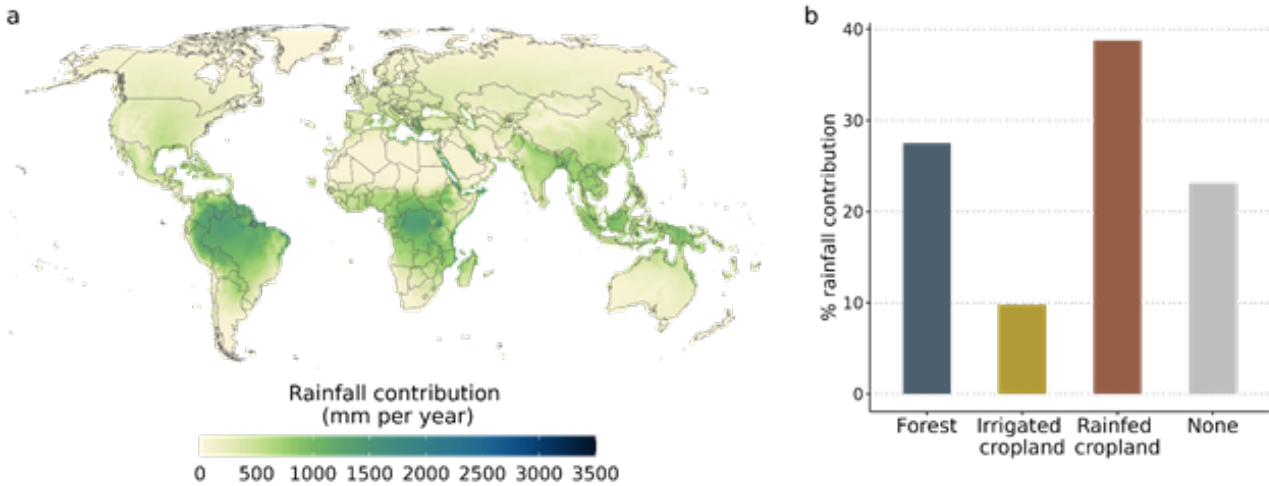 a
Rainfall contribution
(mm per year)
0 500 1000 1500 2000 2500 3000 3500
b
% rainfall contribution
40
30
20
10
0
Forest Irrigated cropland Rainfed cropland None